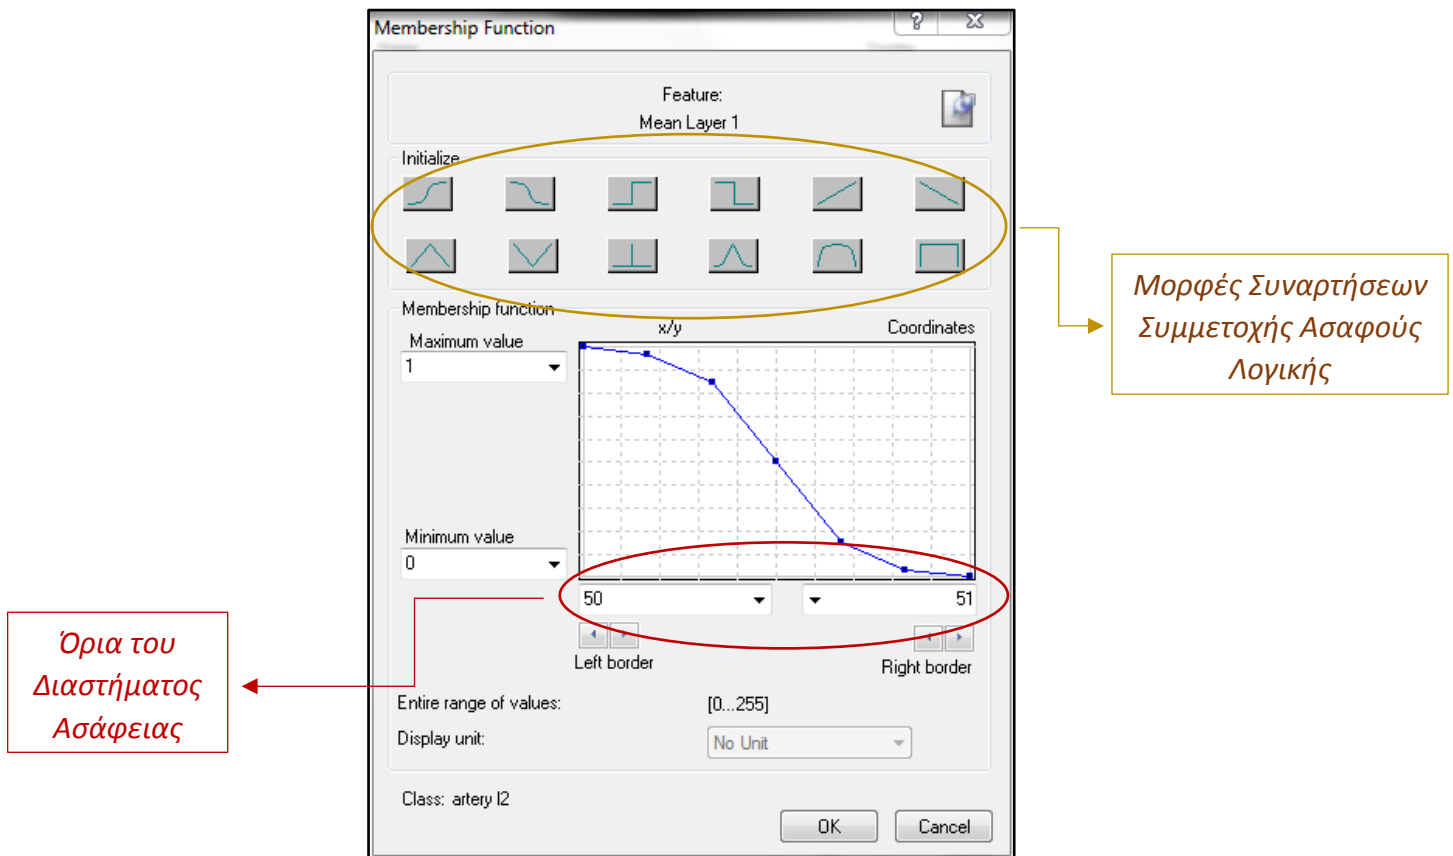 Membership Function
Feature:
Mean Layer 1
Initialize
Membership function
x/y
Coordinates
Maximum value
1
Minimum value
0
50
51
Left border
Right border
Entire range of values:
[0...255]
Display unit:
No Unit
Class: artery l2
OK
Cancel
Μορφές Συναρτήσεων
Συμμετοχής Ασαφούς
Λογικής
Όρια του
Διαστήματος
Ασάφειας